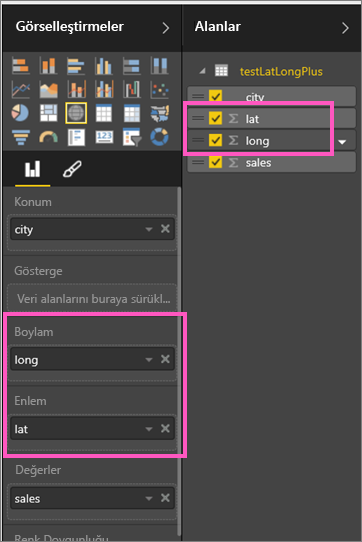 Görselleştirmeler
Alanlar
Konum
city
Gösterge
Veri alanlarını buraya sürükl...
Boylam
long
Enlem
lat
Değerler
sales
Renk Doygunluğu
testLatLongPlus
city
lat
long
sales